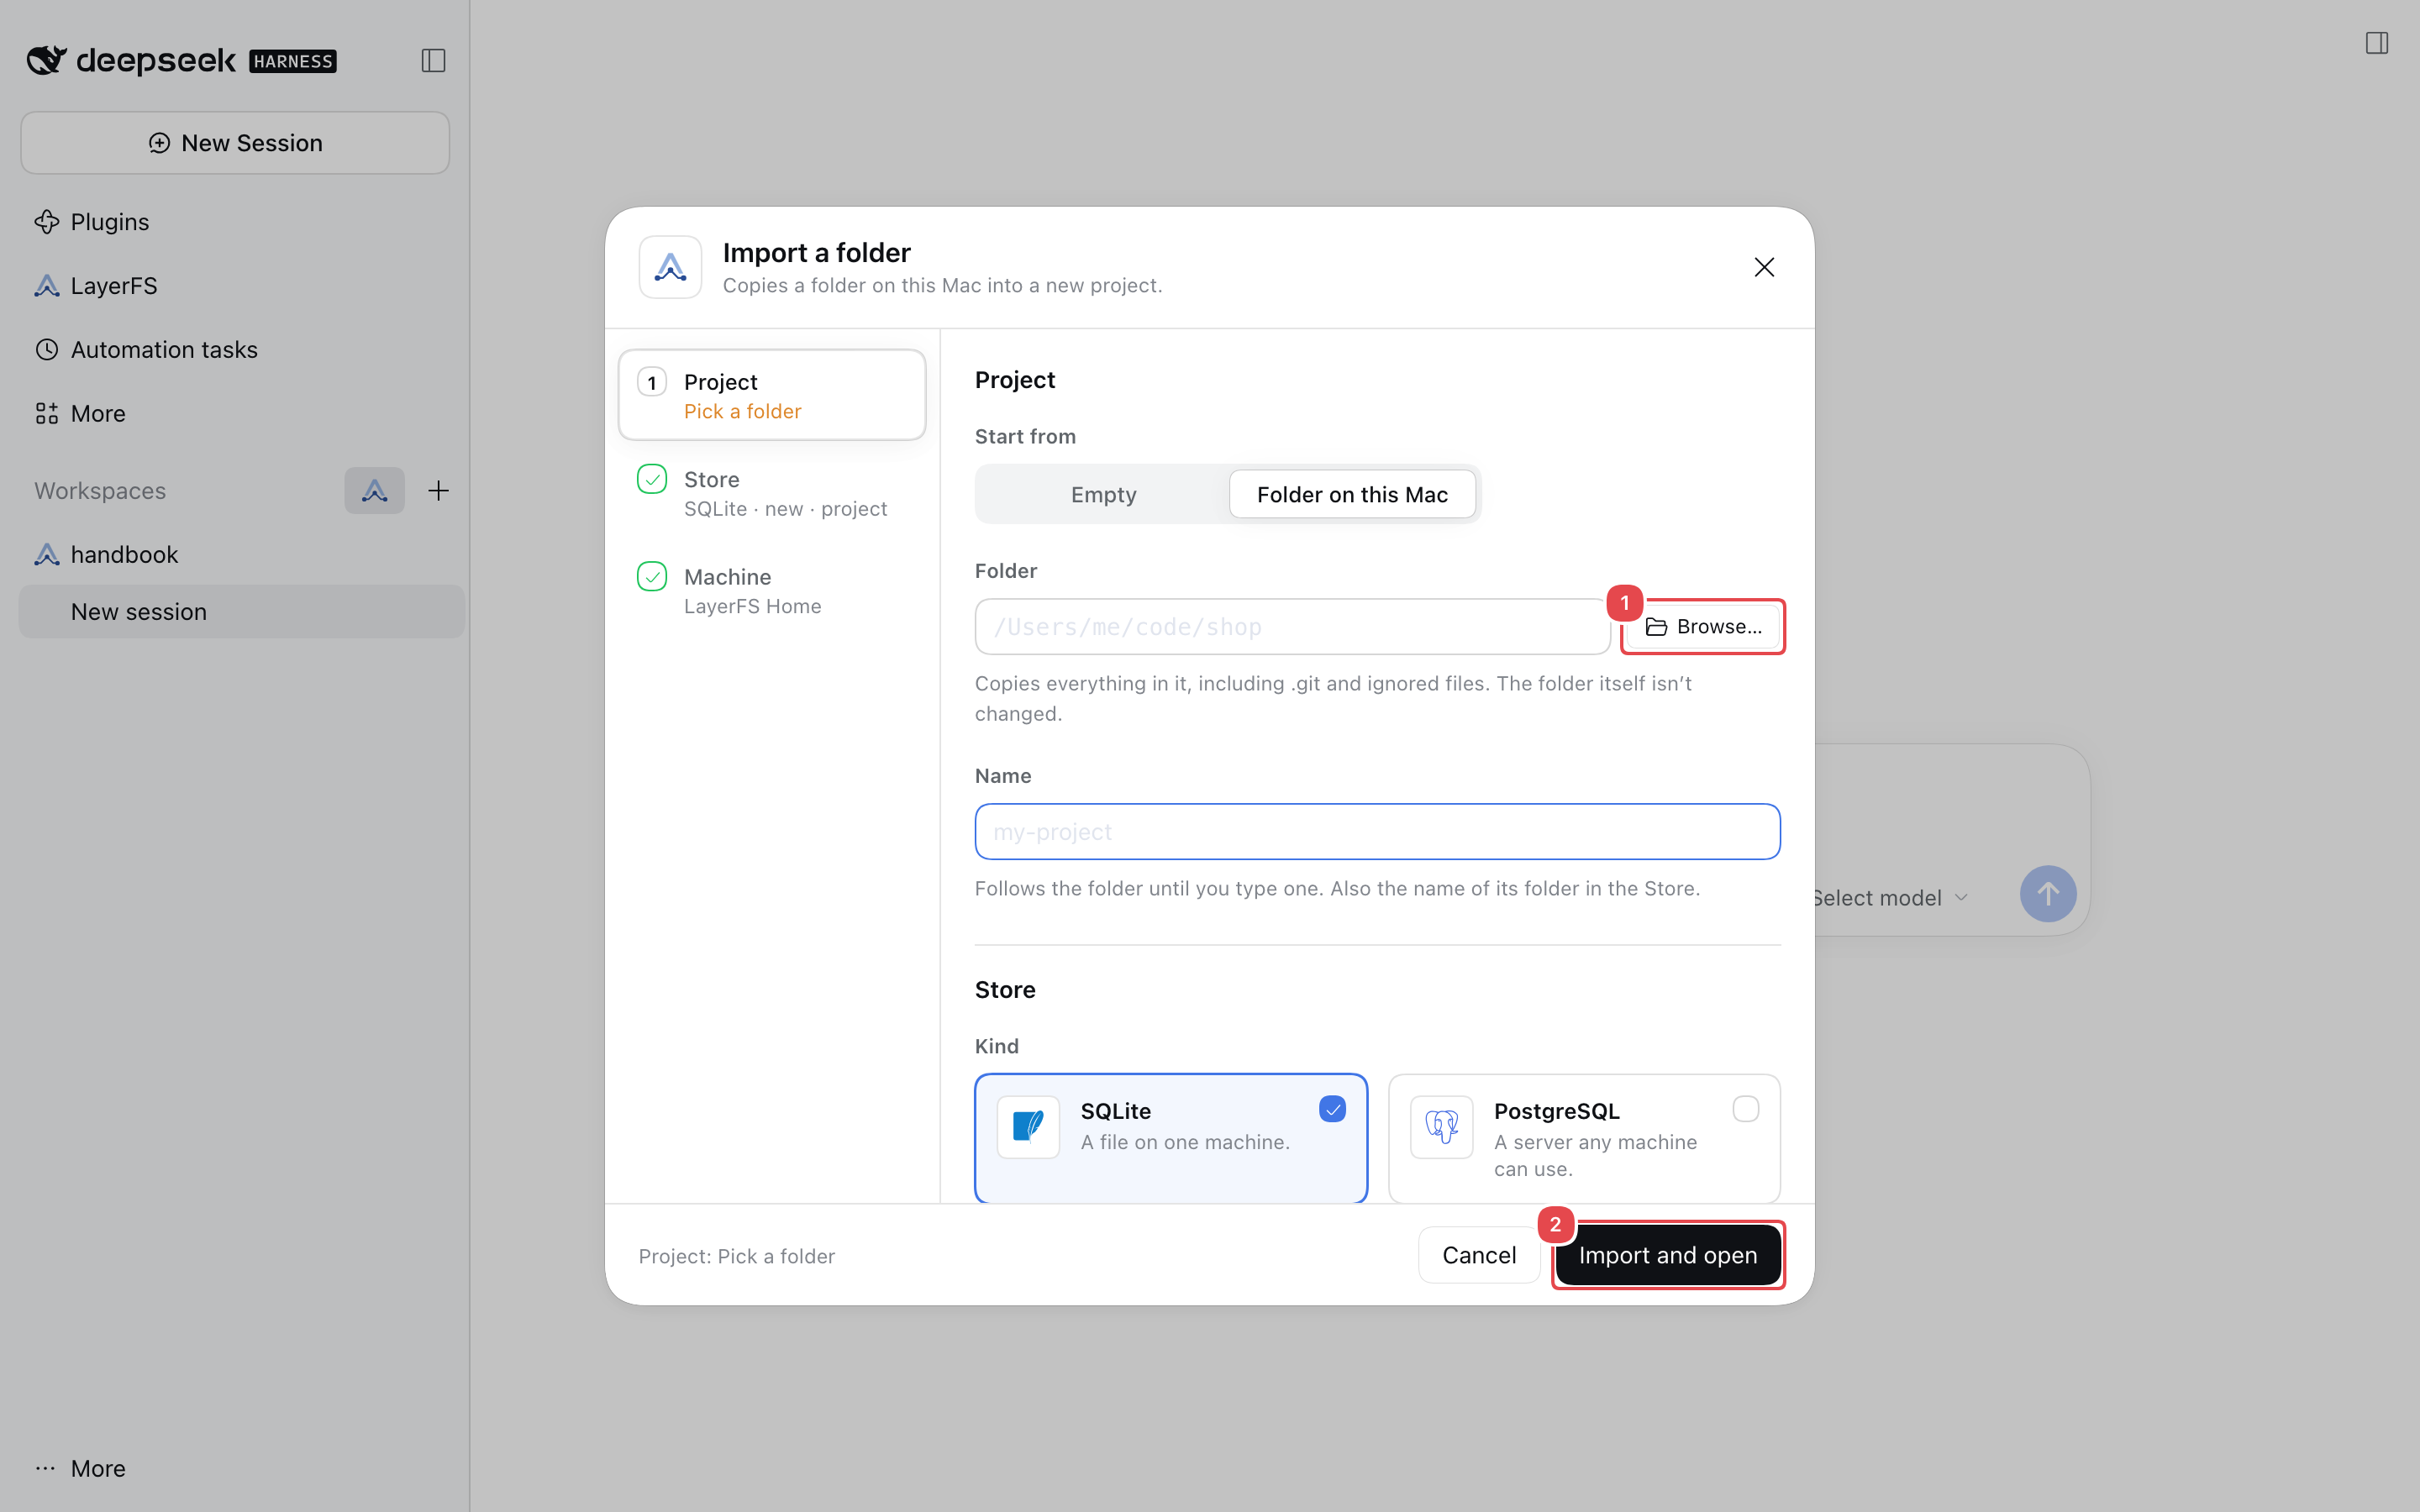 deepseek HARNESS
New Session
Plugins
LayerFS
Automation tasks
More
Workspaces
handbook
New session
More
Import a folder
Copies a folder on this Mac into a new project.
1 Project
Pick a folder
Store
SQLite · new · project
Machine
LayerFS Home
Project
Start from
Empty
Folder on this Mac
Folder
/Users/me/code/shop
1
Browse...
Copies everything in it, including .git and ignored files. The folder itself isn’t
changed.
Name
my-project
Follows the folder until you type one. Also the name of its folder in the Store.
Store
Kind
SQLite
A file on one machine.
PostgreSQL
A server any machine
can use.
Project: Pick a folder
Cancel
2
Import and open
Select model